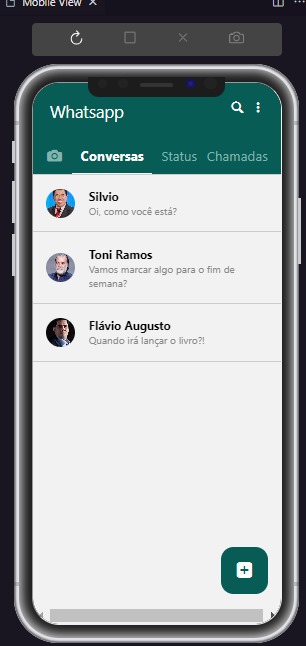 Mobile View
Whatsapp
Conversas Status Chamadas
Silvio
Oi, como você está?
Toni Ramos
Vamos marcar algo para o fim de
semana?
Flávio Augusto
Quando irá lançar o livro?!